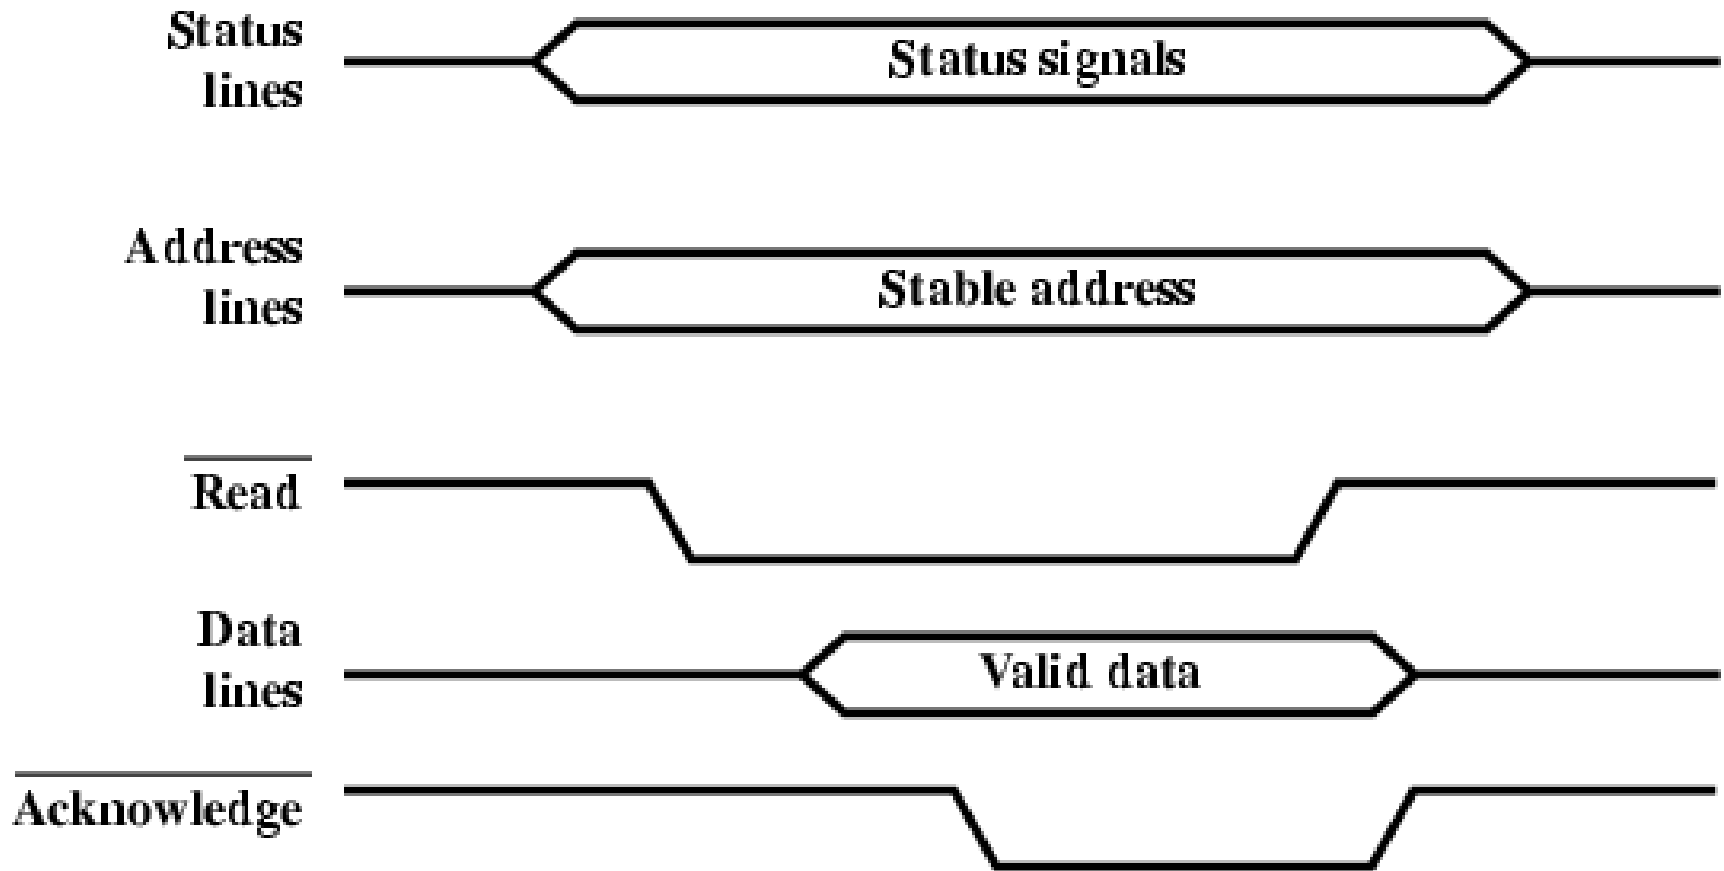 Status
lines
Status signals
Address
lines
Stable address
Read
Data
lines
Valid data
Acknowledge